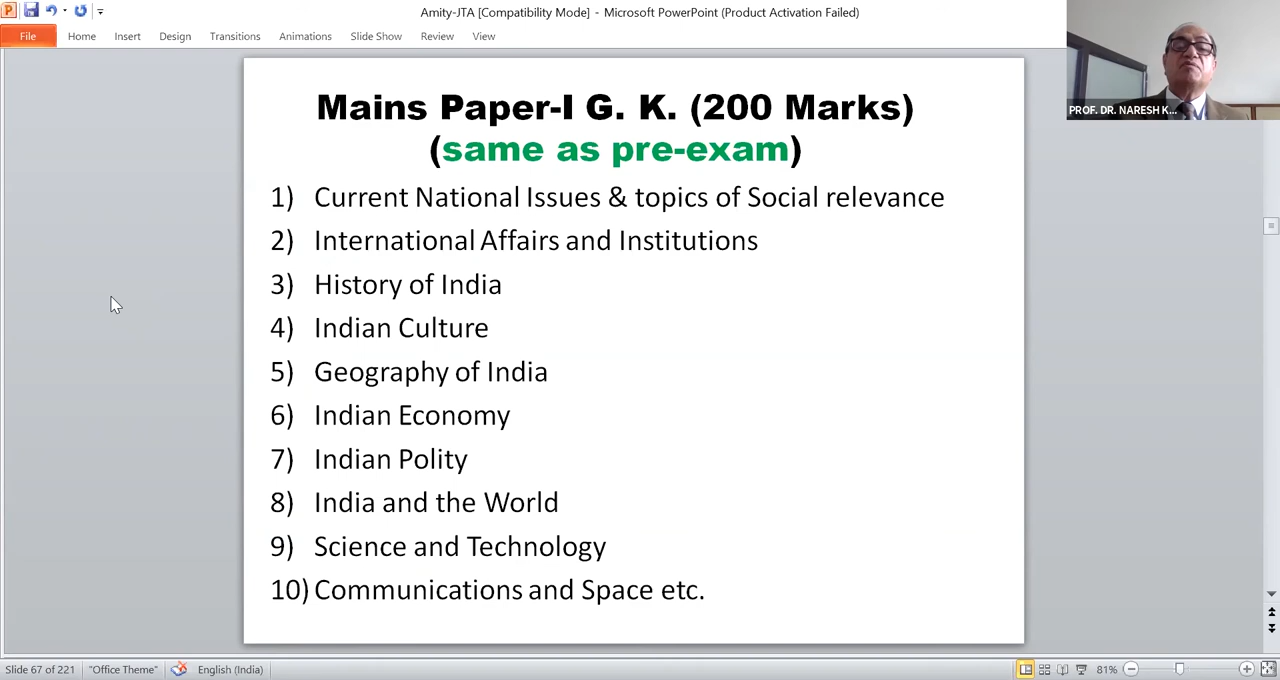 Amity-JTA [Compatibility Mode] - Microsoft PowerPoint (Product Activation Failed)
File Home Insert Design Transitions Animations Slide Show Review View
PROF. DR. NARESH K...
Mains Paper-I G. K. (200 Marks)
(same as pre-exam)
1) Current National Issues & topics of Social relevance
2) International Affairs and Institutions
3) History of India
4) Indian Culture
5) Geography of India
6) Indian Economy
7) Indian Polity
8) India and the World
9) Science and Technology
10) Communications and Space etc.
Slide 67 of 221 "Office Theme" English (India) 81%